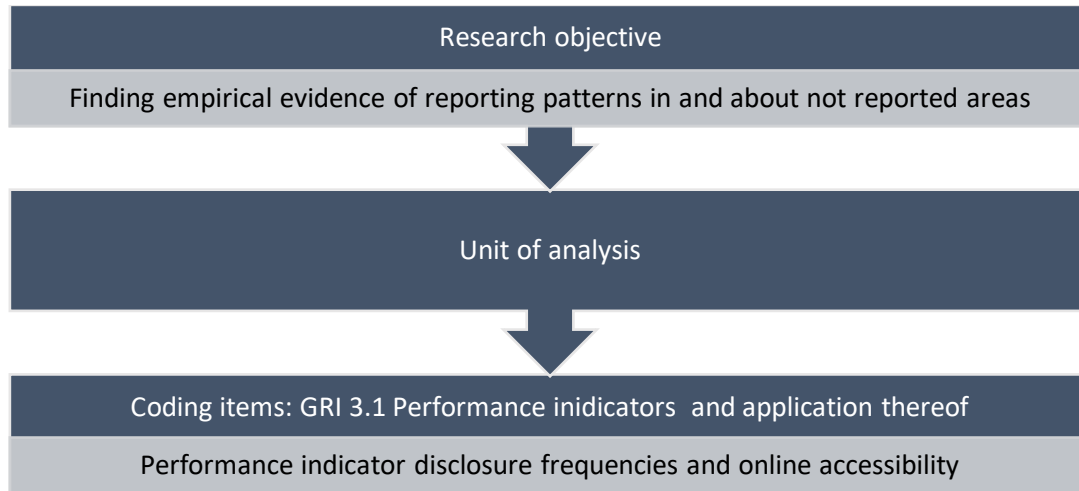 Research objective
Finding empirical evidence of reporting patterns in and about not reported areas
Unit of analysis
Coding items: GRI 3.1 Performance inidicators and application thereof
Performance indicator disclosure frequencies and online accessibility